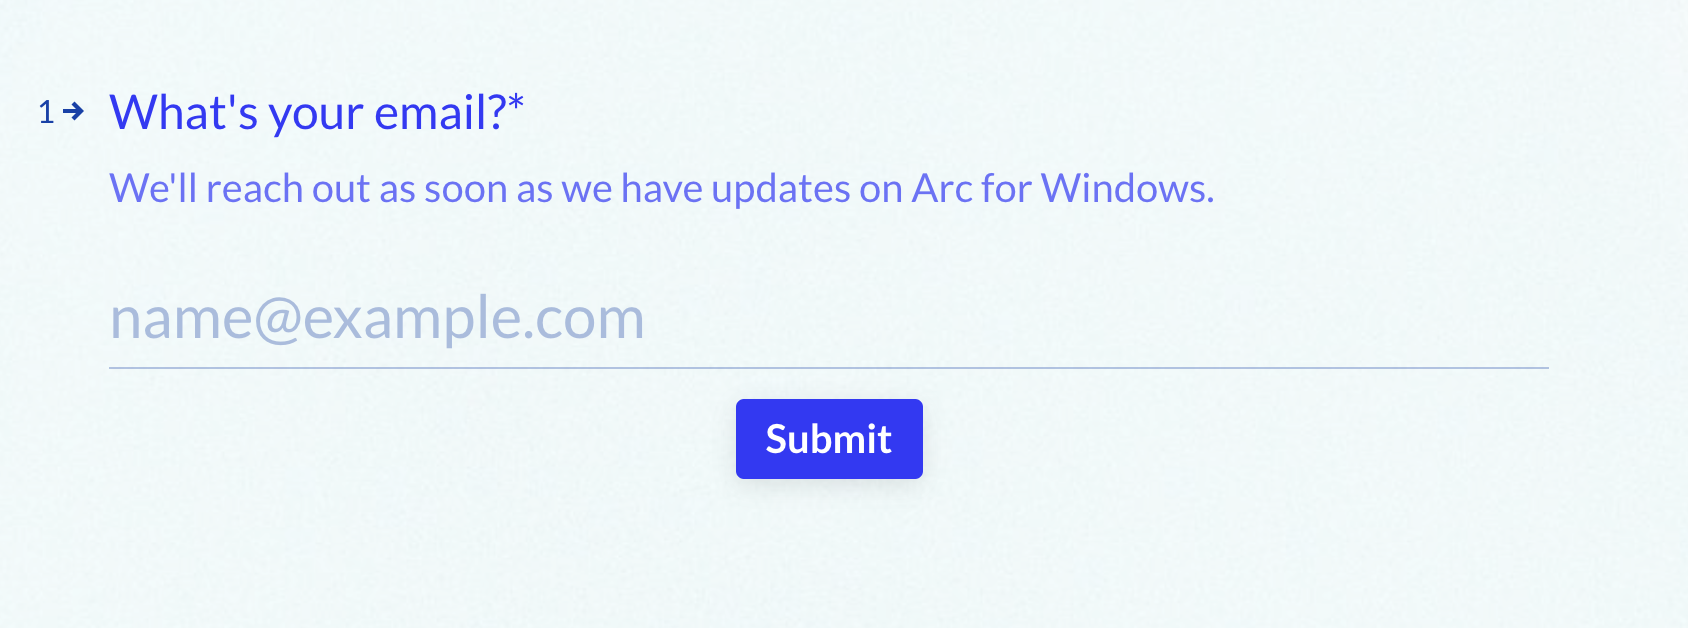 1→ What's your email?*
We'll reach out as soon as we have updates on Arc for Windows.
name@example.com
Submit